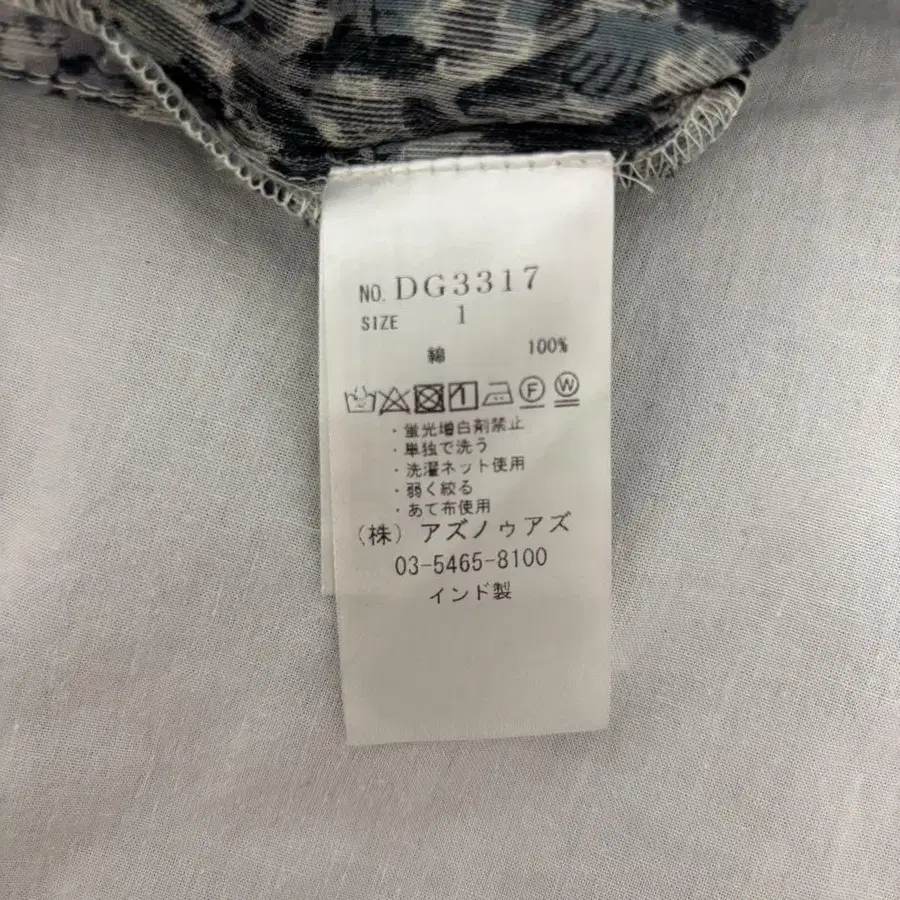 NO. DG3317
SIZE 1
綿 100%
F W
・蛍光増白剤禁止
・単独で洗う
・洗濯ネット使用
・弱く絞る
・あて布使用
(株) アズノゥアズ
03-5465-8100
インド製